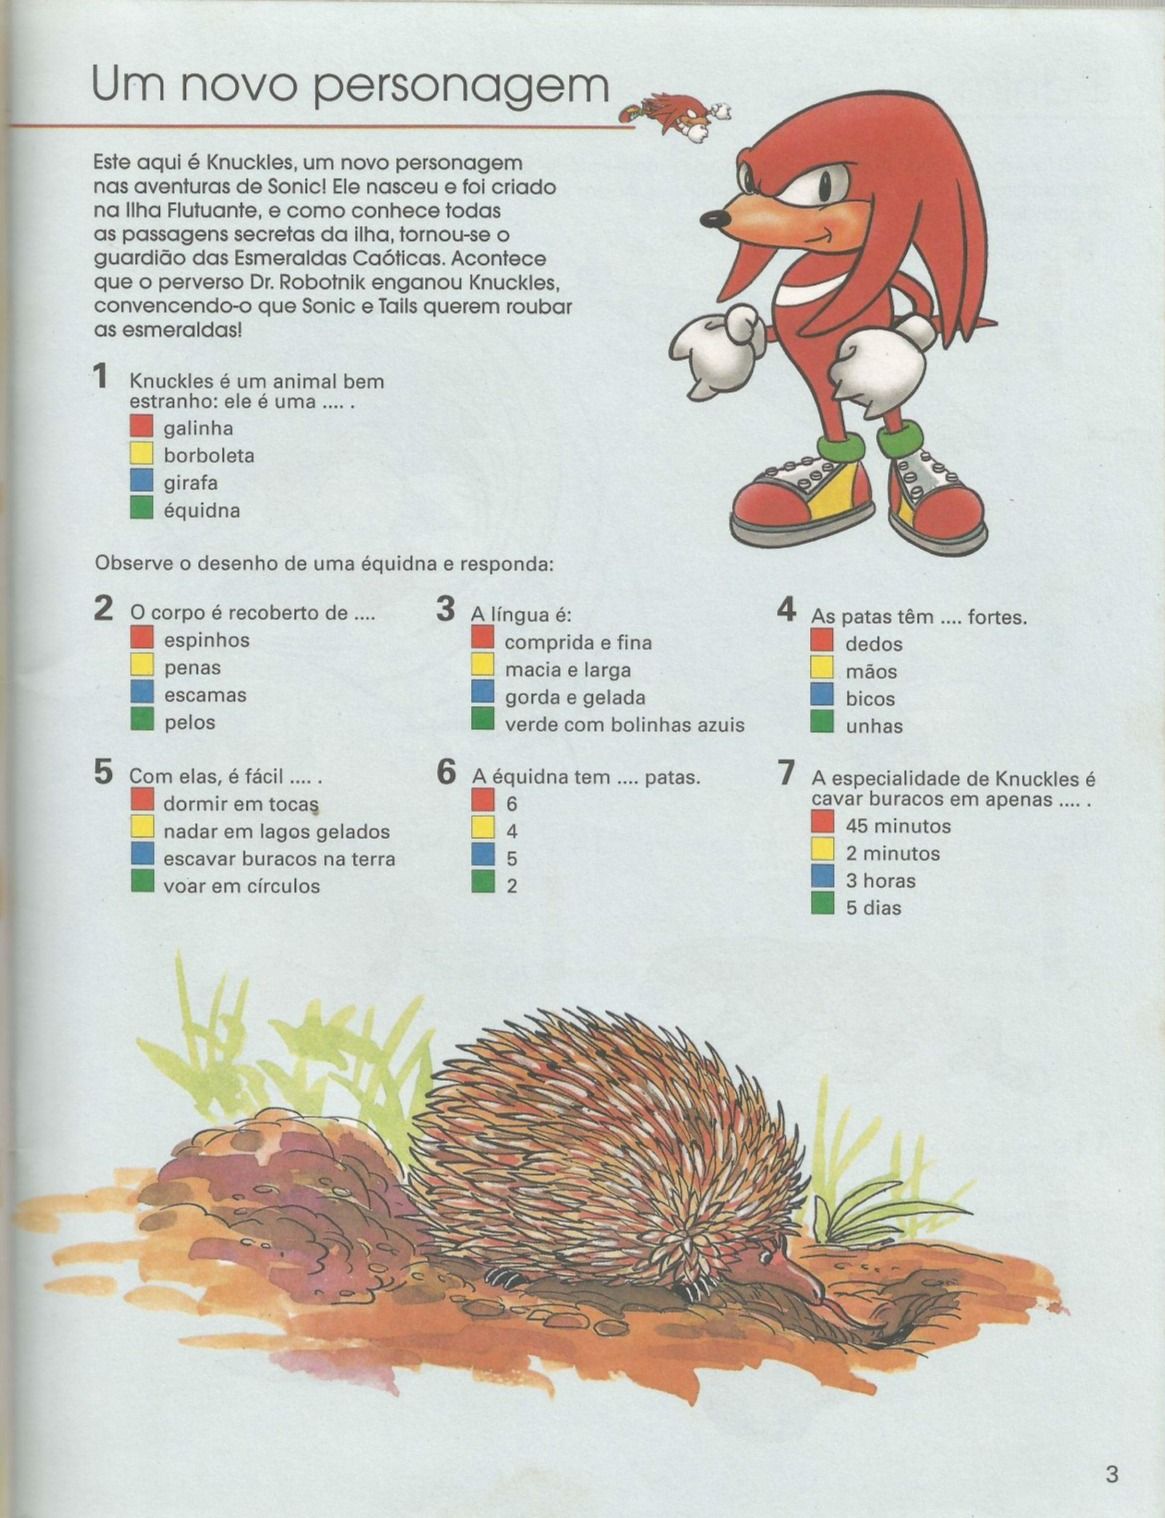 Um novo personagem
Este aqui é Knuckles, um novo personagem
nas aventuras de Sonic! Ele nasceu e foi criado
na Ilha Flutuante, e como conhece todas
as passagens secretas da ilha, tornou-se o
guardião das Esmeraldas Caóticas. Acontece
que o perverso Dr. Robotnik enganou Knuckles,
convencendo-o que Sonic e Tails querem roubar
as esmeraldas!
1 Knuckles é um animal bem
estranho: ele é uma .... .
galinha
borboleta
girafa
équidna
Observe o desenho de uma équidna e responda:
2 O corpo é recoberto de ....
espinhos
penas
escamas
pelos
3 A língua é:
comprida e fina
macia e larga
gorda e gelada
verde com bolinhas azuis
4 As patas têm .... fortes.
dedos
mãos
bicos
unhas
5 Com elas, é fácil .... .
dormir em tocas
nadar em lagos gelados
escavar buracos na terra
voar em círculos
6 A équidna tem .... patas.
6
4
5
2
7 A especialidade de Knuckles é
cavar buracos em apenas .... .
45 minutos
2 minutos
3 horas
5 dias
3